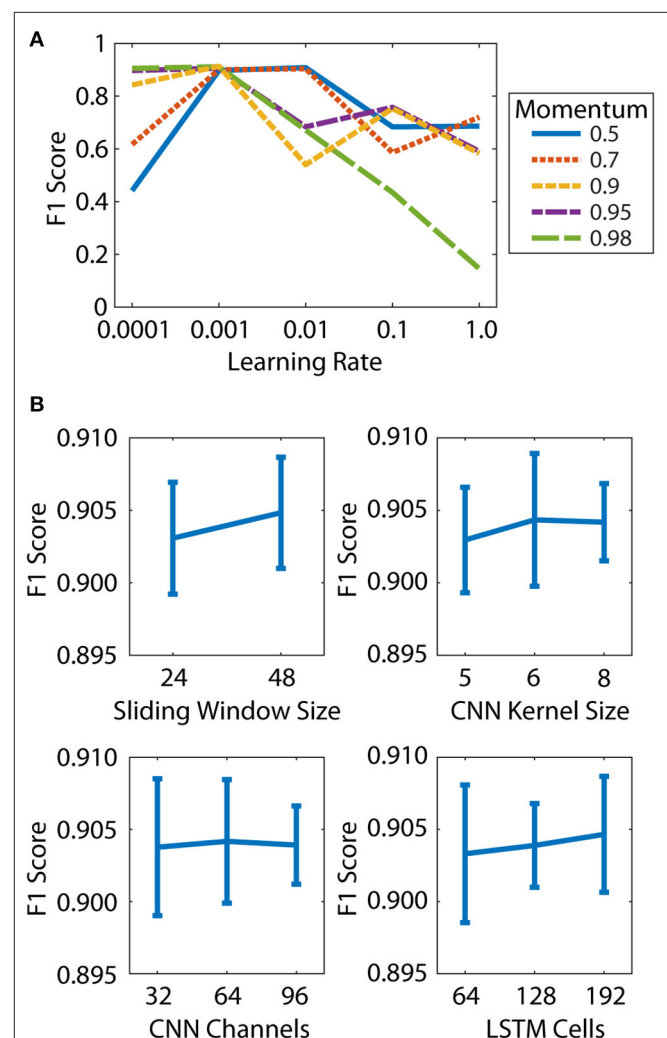 A
F1 Score
1
0.8
0.6
0.4
0.2
0
0.0001 0.001 0.01 0.1 1.0
Learning Rate
Momentum
0.5
0.7
0.9
0.95
0.98
B
F1 Score
0.910
0.905
0.900
0.895
24 48
Sliding Window Size
F1 Score
0.910
0.905
0.900
0.895
5 6 8
CNN Kernel Size
F1 Score
0.910
0.905
0.900
0.895
32 64 96
CNN Channels
F1 Score
0.910
0.905
0.900
0.895
64 128 192
LSTM Cells